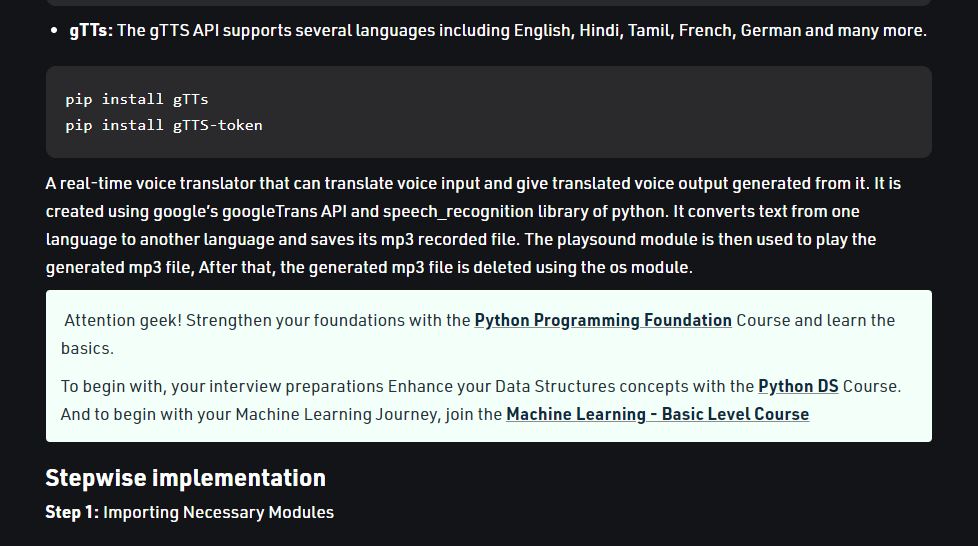 • gTTs: The gTTS API supports several languages including English, Hindi, Tamil, French, German and many more.
pip install gTTs
pip install gTTS-token
A real-time voice translator that can translate voice input and give translated voice output generated from it. It is
created using google’s googleTrans API and speech_recognition library of python. It converts text from one
language to another language and saves its mp3 recorded file. The playsound module is then used to play the
generated mp3 file, After that, the generated mp3 file is deleted using the os module.
Attention geek! Strengthen your foundations with the Python Programming Foundation Course and learn the
basics.
To begin with, your interview preparations Enhance your Data Structures concepts with the Python DS Course.
And to begin with your Machine Learning Journey, join the Machine Learning - Basic Level Course
Stepwise implementation
Step 1: Importing Necessary Modules